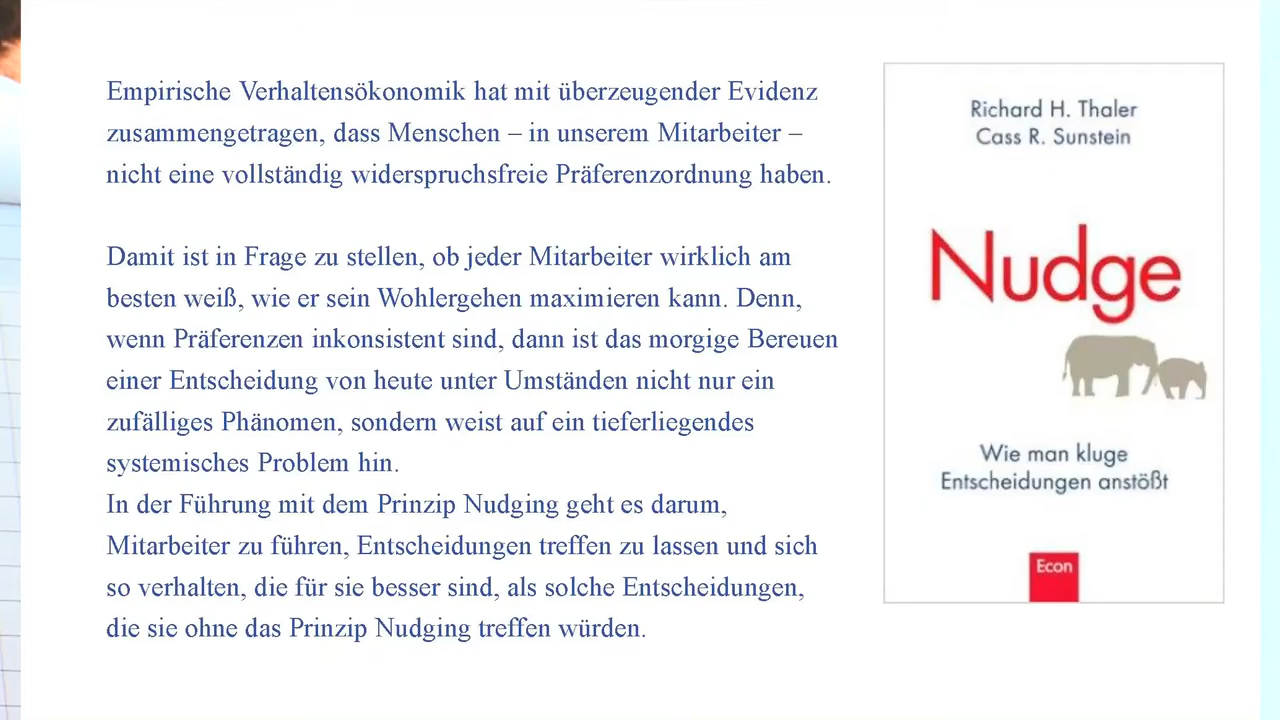 Empirische Verhaltensökonomik hat mit überzeugender Evidenz
zusammengetragen, dass Menschen – in unserem Mitarbeiter –
nicht eine vollständig widerspruchsfreie Präferenzordnung haben.
Damit ist in Frage zu stellen, ob jeder Mitarbeiter wirklich am
besten weiß, wie er sein Wohlergehen maximieren kann. Denn,
wenn Präferenzen inkonsistent sind, dann ist das morgige Bereuen
einer Entscheidung von heute unter Umständen nicht nur ein
zufälliges Phänomen, sondern weist auf ein tieferliegendes
systemisches Problem hin.
In der Führung mit dem Prinzip Nudging geht es darum,
Mitarbeiter zu führen, Entscheidungen treffen zu lassen und sich
so verhalten, die für sie besser sind, als solche Entscheidungen,
die sie ohne das Prinzip Nudging treffen würden.
Richard H. Thaler
Cass R. Sunstein
Nudge
Wie man kluge
Entscheidungen anstößt
Econ